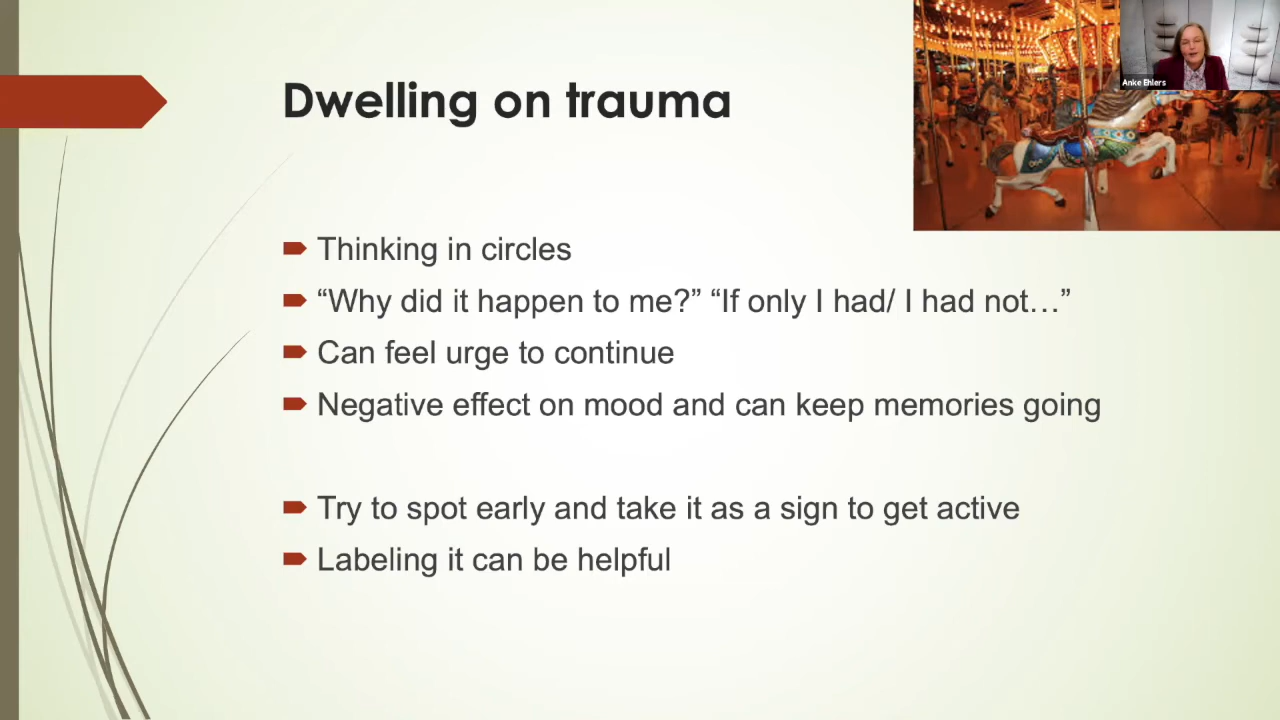 Anke Ehlers
Dwelling on trauma
Thinking in circles
“Why did it happen to me?” “If only I had/ I had not…”
Can feel urge to continue
Negative effect on mood and can keep memories going
Try to spot early and take it as a sign to get active
Labeling it can be helpful